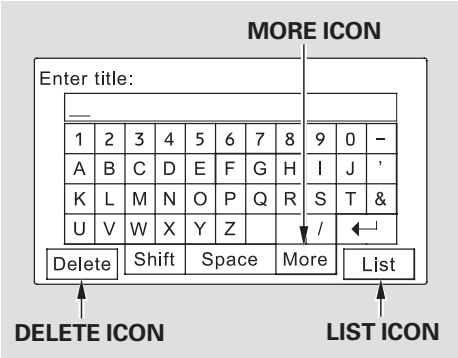 MORE ICON
Enter title:
1 2 3 4 5 6 7 8 9 0 –
A B C D E F G H I J '
K L M N O P Q R S T &
U V W X Y Z /
Delete Shift Space More List
DELETE ICON LIST ICON